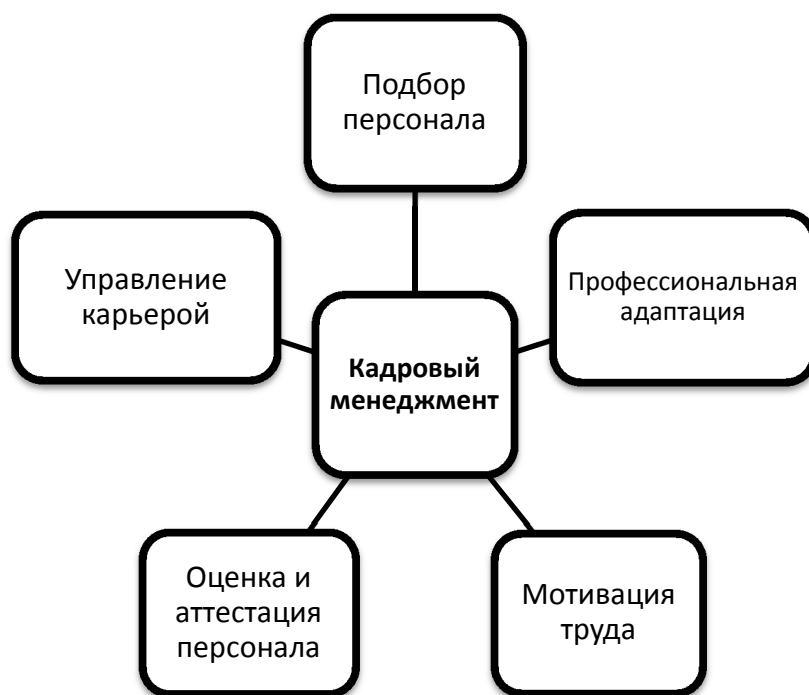 Подбор
персонала
Управление
карьерой
Профессиональная
адаптация
Кадровый
менеджмент
Оценка и
аттестация
персонала
Мотивация
труда